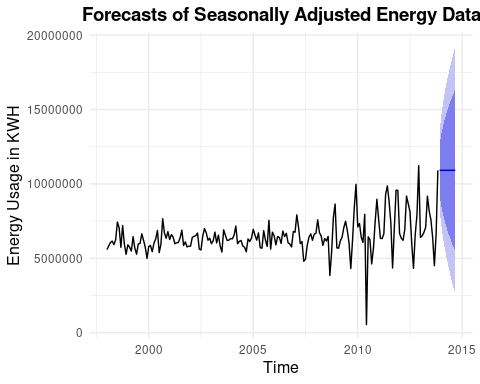 Forecasts of Seasonally Adjusted Energy Data
Energy Usage in KWH
20000000
15000000
10000000
5000000
0
2000 2005 2010 2015
Time